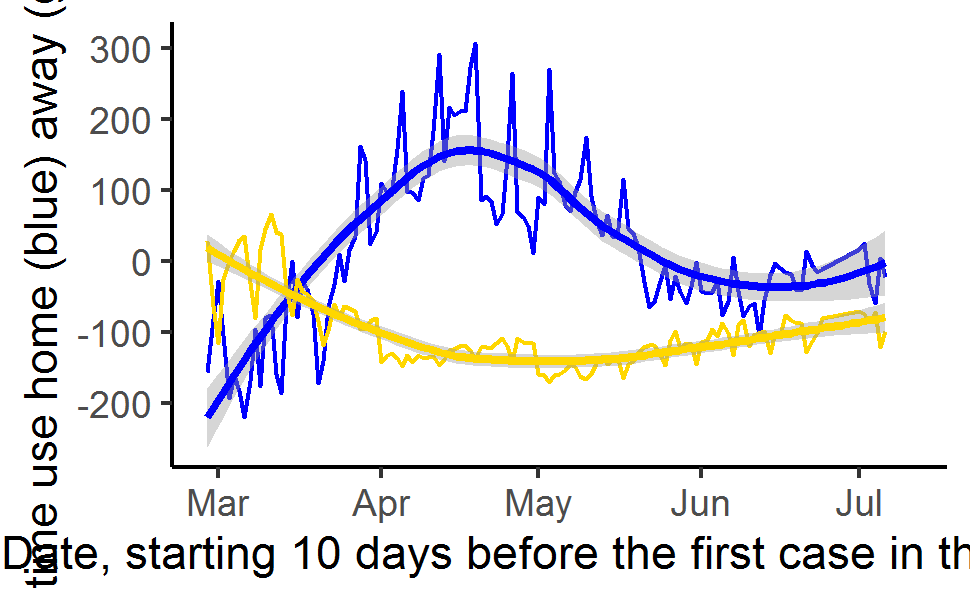 time use home (blue) away (
300
200
100
0
-100
-200
Mar Apr May Jun Jul
Date, starting 10 days before the first case in th